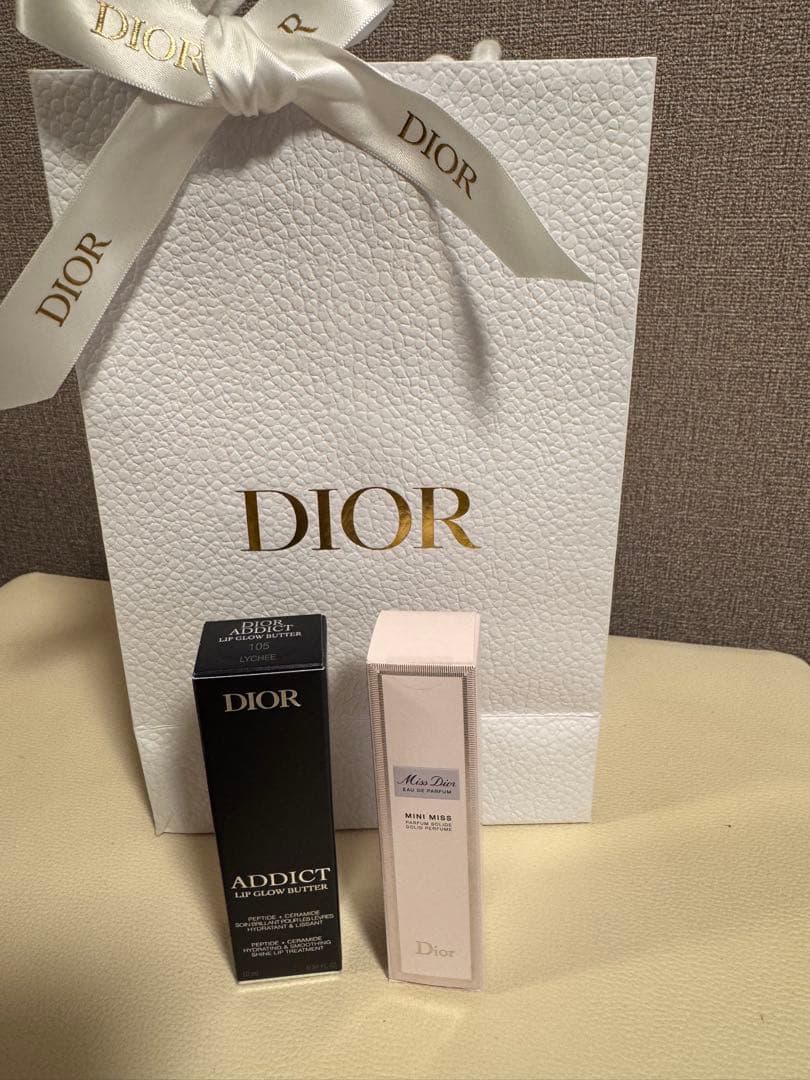 DIOR
R
DIOR
DIOR
DIOR
DIOR
ADDICT
LIP GLOW BUTTER
105
LYCHEE
DIOR
ADDICT
LIP GLOW BUTTER
PEPTIDE + CÉRAMIDE
SOIN BRILLANT POUR LES LÈVRES
HYDRATANT & LISSANT
PEPTIDE + CERAMIDE
HYDRATING & SMOOTHING
SHINE LIP TREATMENT
Miss Dior
EAU DE PARFUM
MINI MISS
PARFUM SOLIDE
SOLID PERFUME
Dior